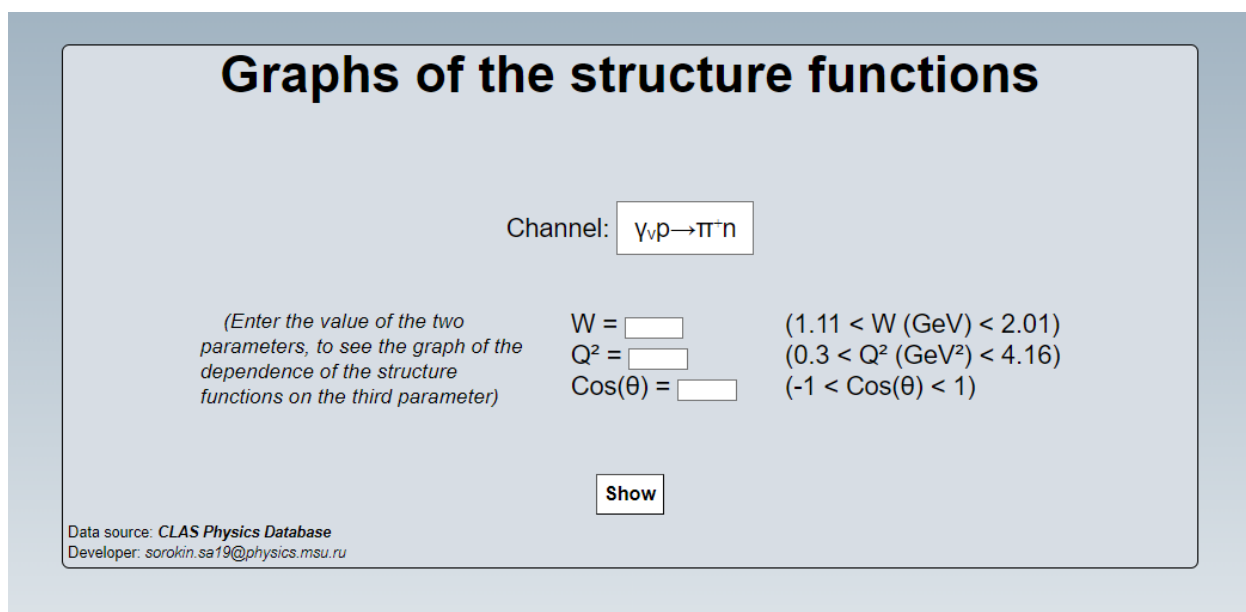 Graphs of the structure functions
Channel: γᵥp→π⁺n
(Enter the value of the two
parameters, to see the graph of the
dependence of the structure
functions on the third parameter)
W = (1.11 < W (GeV) < 2.01)
Q² = (0.3 < Q² (GeV²) < 4.16)
Cos(θ) = (-1 < Cos(θ) < 1)
Show
Data source: CLAS Physics Database
Developer: sorokin.sa19@physics.msu.ru